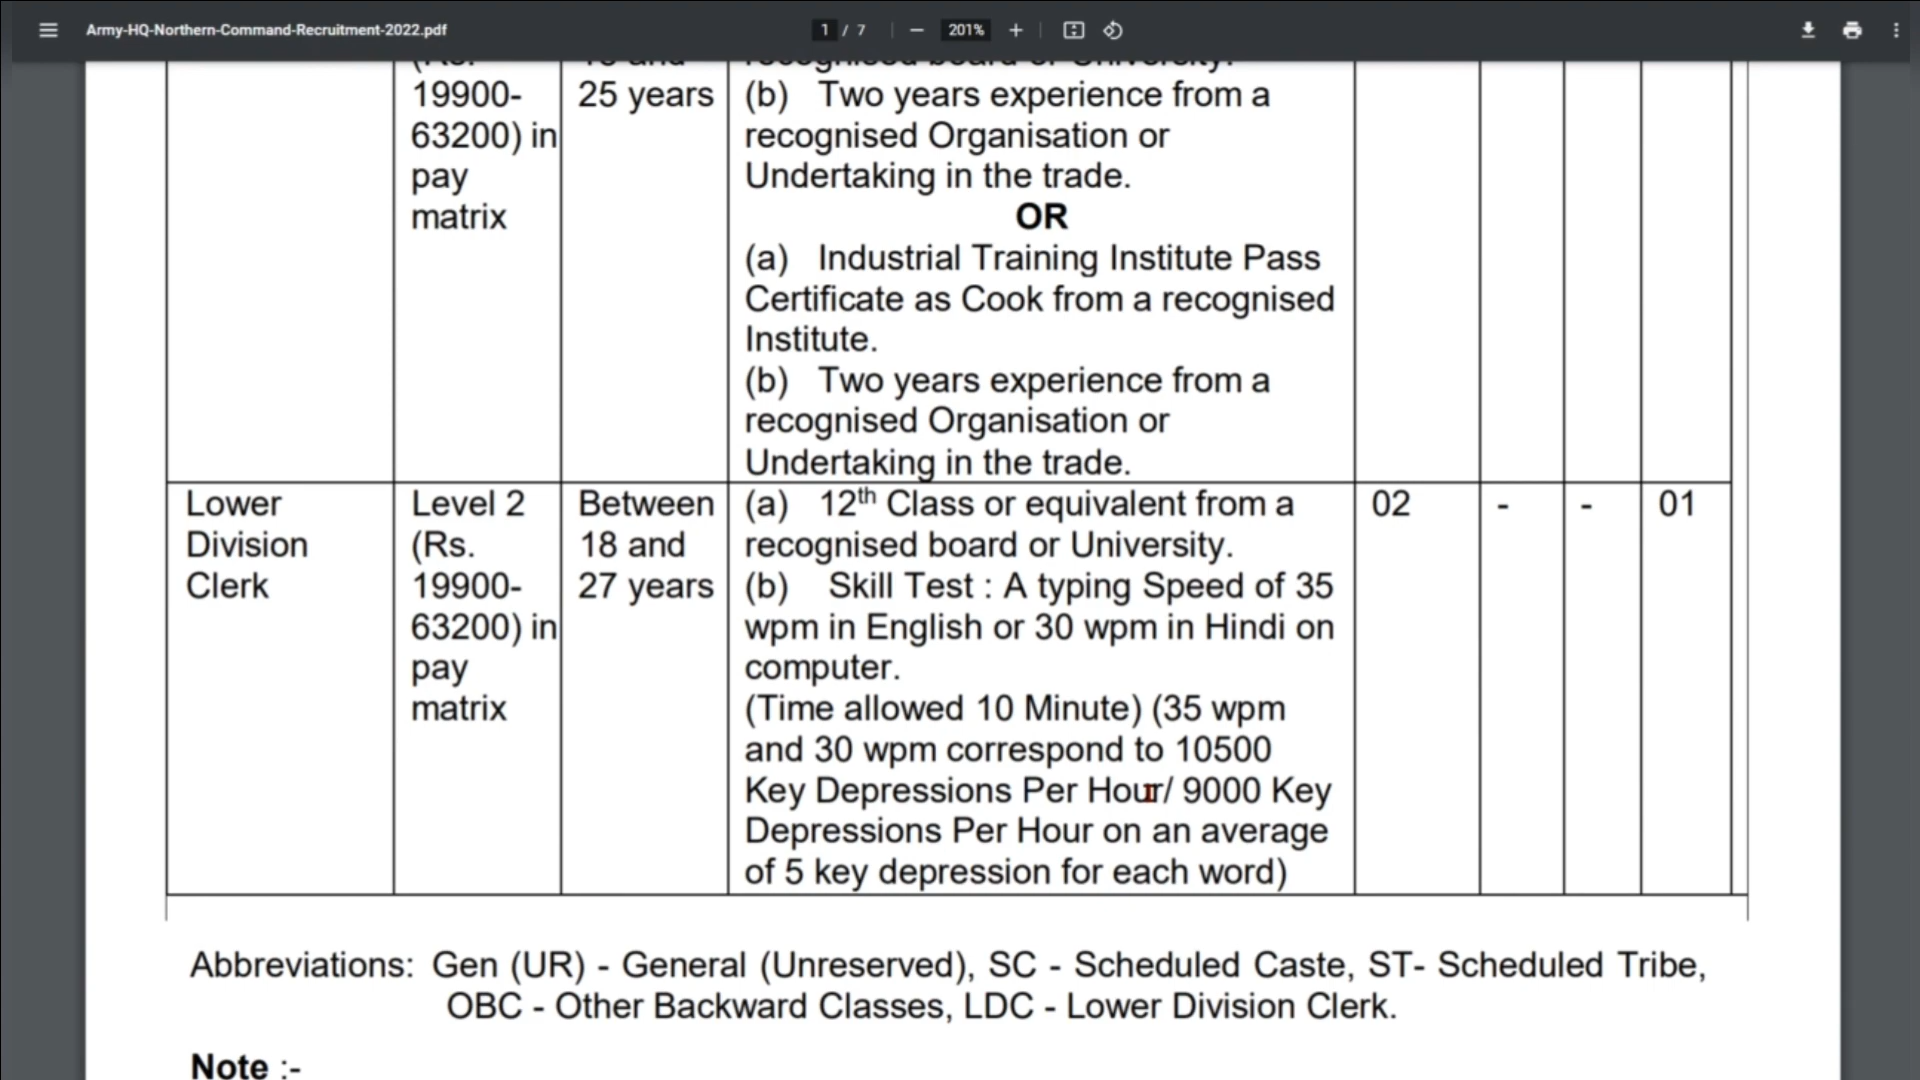 Army-HQ-Northern-Command-Recruitment-2022.pdf
1 / 7
201%
(Rs.
19900-
63200) in
pay
matrix
18 and
25 years
recognised board or University.
(b) Two years experience from a
recognised Organisation or
Undertaking in the trade.
OR
(a) Industrial Training Institute Pass
Certificate as Cook from a recognised
Institute.
(b) Two years experience from a
recognised Organisation or
Undertaking in the trade.
Lower
Division
Clerk
Level 2
(Rs.
19900-
63200) in
pay
matrix
Between
18 and
27 years
(a) 12th Class or equivalent from a
recognised board or University.
(b) Skill Test : A typing Speed of 35
wpm in English or 30 wpm in Hindi on
computer.
(Time allowed 10 Minute) (35 wpm
and 30 wpm correspond to 10500
Key Depressions Per Hour/ 9000 Key
Depressions Per Hour on an average
of 5 key depression for each word)
02
-
-
01
Abbreviations: Gen (UR) - General (Unreserved), SC - Scheduled Caste, ST- Scheduled Tribe,
OBC - Other Backward Classes, LDC - Lower Division Clerk.
Note :-